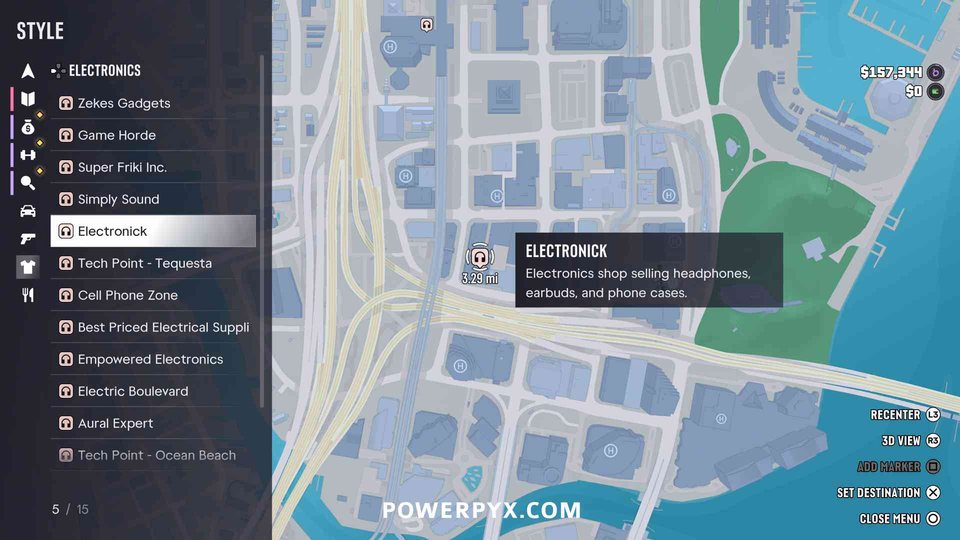 STYLE
ELECTRONICS
Zekes Gadgets
Game Horde
Super Friki Inc.
Simply Sound
Electronick
Tech Point - Tequesta
Cell Phone Zone
Best Priced Electrical Suppli
Empowered Electronics
Electric Boulevard
Aural Expert
Tech Point - Ocean Beach
5 / 15
H
H
H
H
H
3.29 mi
ELECTRONICK
Electronics shop selling headphones,
earbuds, and phone cases.
H
H
H
$157,344
$0
RECENTER L3
3D VIEW R3
ADD MARKER
SET DESTINATION
CLOSE MENU
POWERPYX.COM